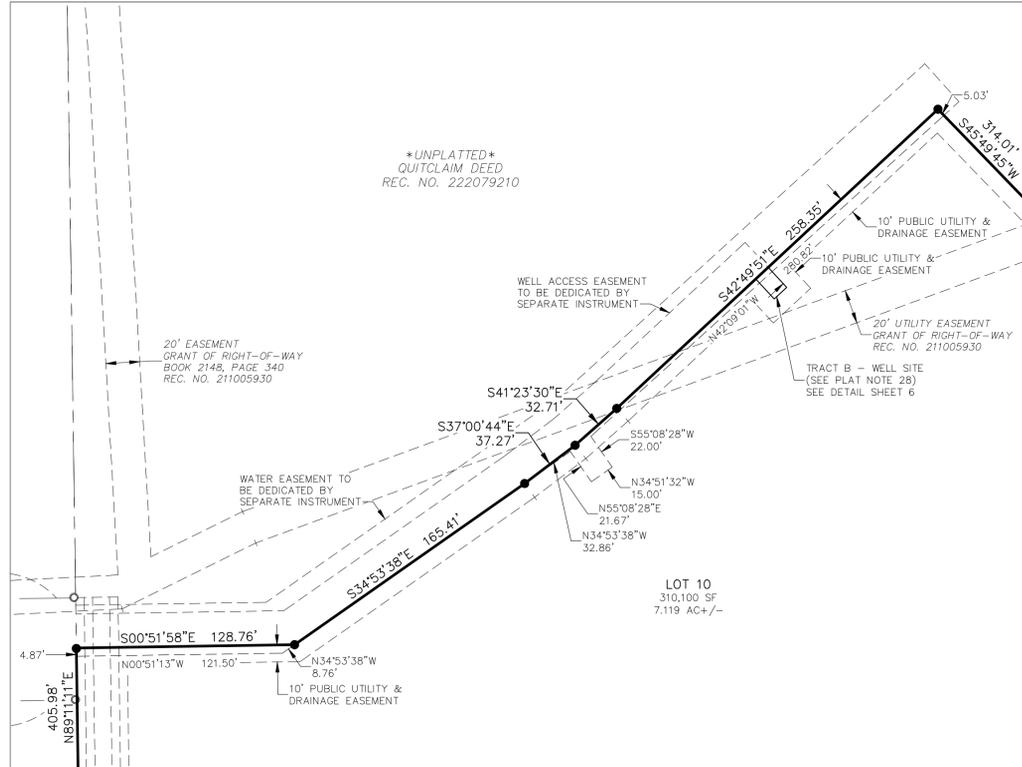 5.03'
314.01'
S45°49'45"W
*UNPLATTED*
QUITCLAIM DEED
REC. NO. 222079210
10' PUBLIC UTILITY &
DRAINAGE EASEMENT
S42°49'51"E 258.35'
280.82'
N42°09'01"W
10' PUBLIC UTILITY &
DRAINAGE EASEMENT
WELL ACCESS EASEMENT
TO BE DEDICATED BY
SEPARATE INSTRUMENT
20' UTILITY EASEMENT
GRANT OF RIGHT-OF-WAY
REC. NO. 211005930
20' EASEMENT
GRANT OF RIGHT-OF-WAY
BOOK 2148, PAGE 340
REC. NO. 211005930
TRACT B - WELL SITE
(SEE PLAT NOTE 28)
SEE DETAIL SHEET 6
S41°23'30"E
32.71'
S37°00'44"E
37.27'
S55°08'28"W
22.00'
N34°51'32"W
15.00'
N55°08'28"E
21.67'
N34°53'38"W
32.86'
WATER EASEMENT TO
BE DEDICATED BY
SEPARATE INSTRUMENT
S34°53'38"E 165.41'
LOT 10
310,100 SF
7.119 AC+/-
S00°51'58"E 128.76'
4.87'
N00°51'13"W 121.50'
N34°53'38"W
8.76'
10' PUBLIC UTILITY &
DRAINAGE EASEMENT
405.98'
N89°11'11"E